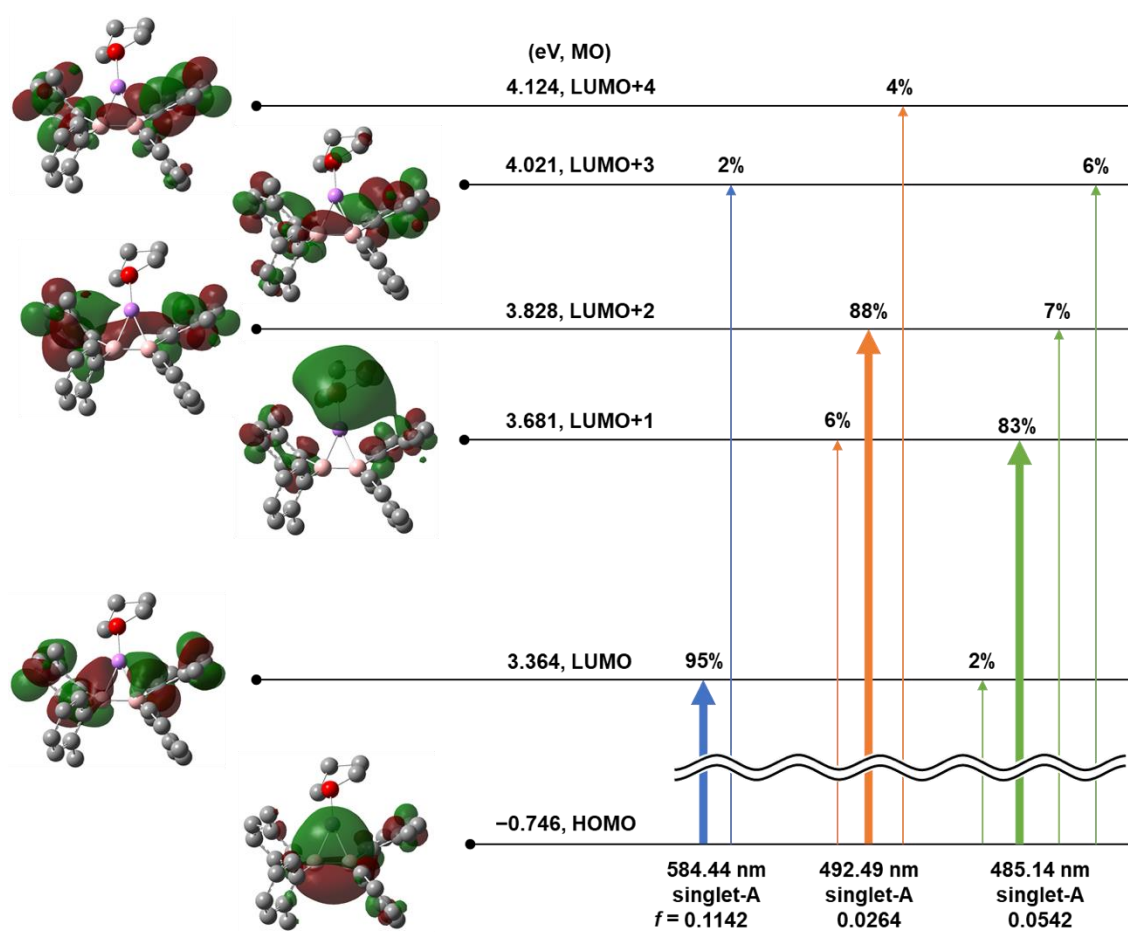 (eV, MO)
4.124, LUMO+4
4%
4.021, LUMO+3
2%
6%
3.828, LUMO+2
88%
7%
3.681, LUMO+1
6%
83%
3.364, LUMO
95%
2%
−0.746, HOMO
584.44 nm
singlet-A
f = 0.1142
492.49 nm
singlet-A
0.0264
485.14 nm
singlet-A
0.0542